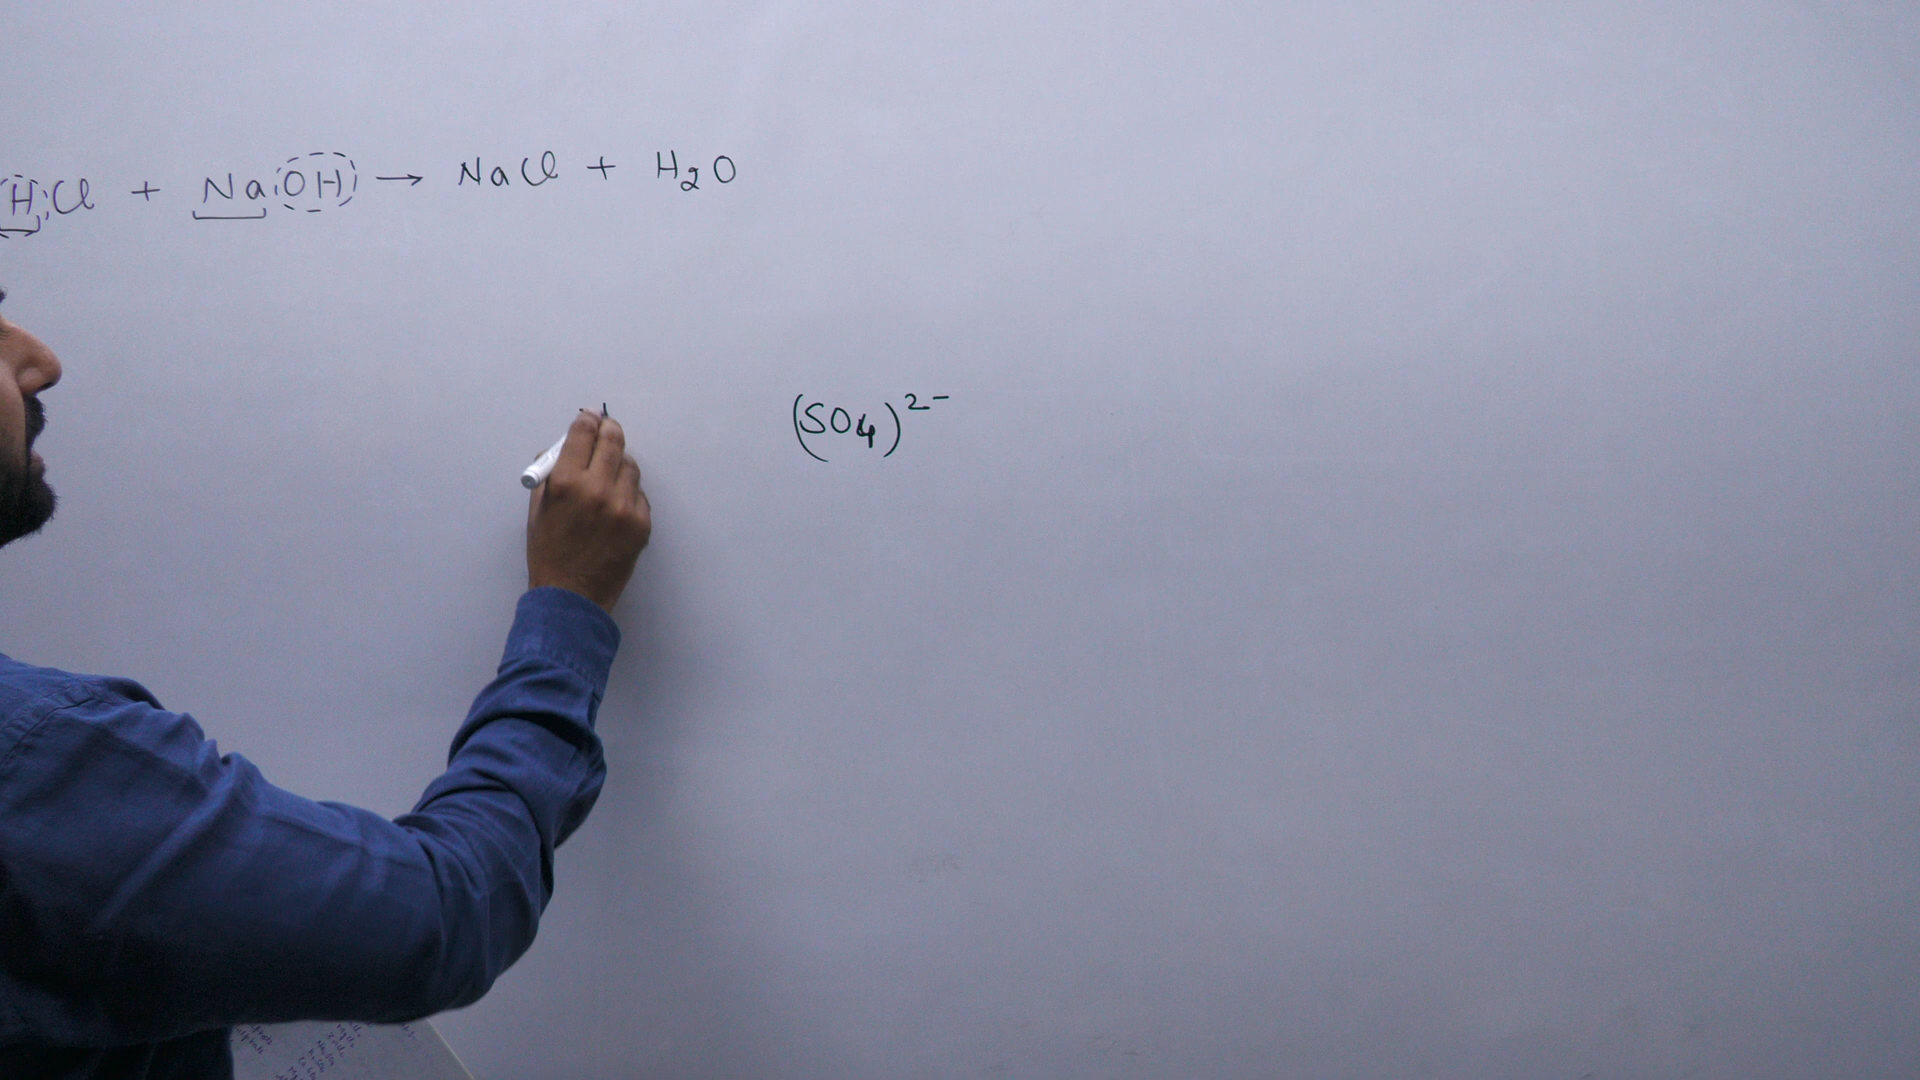 HCl + NaOH → NaCl + H₂O
(SO₄)²⁻